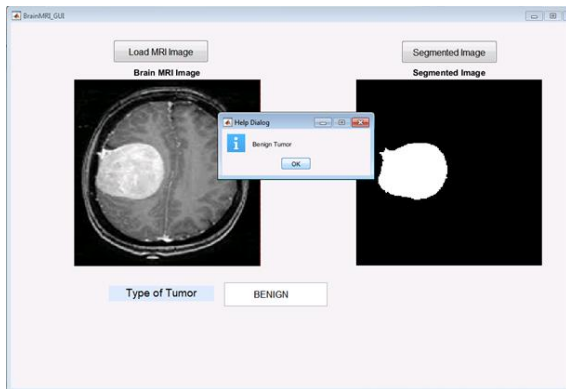 BrainMRI_GUI
Load MRI Image
Segmented Image
Brain MRI Image
Segmented Image
Help Dialog
Benign Tumor
OK
Type of Tumor
BENIGN